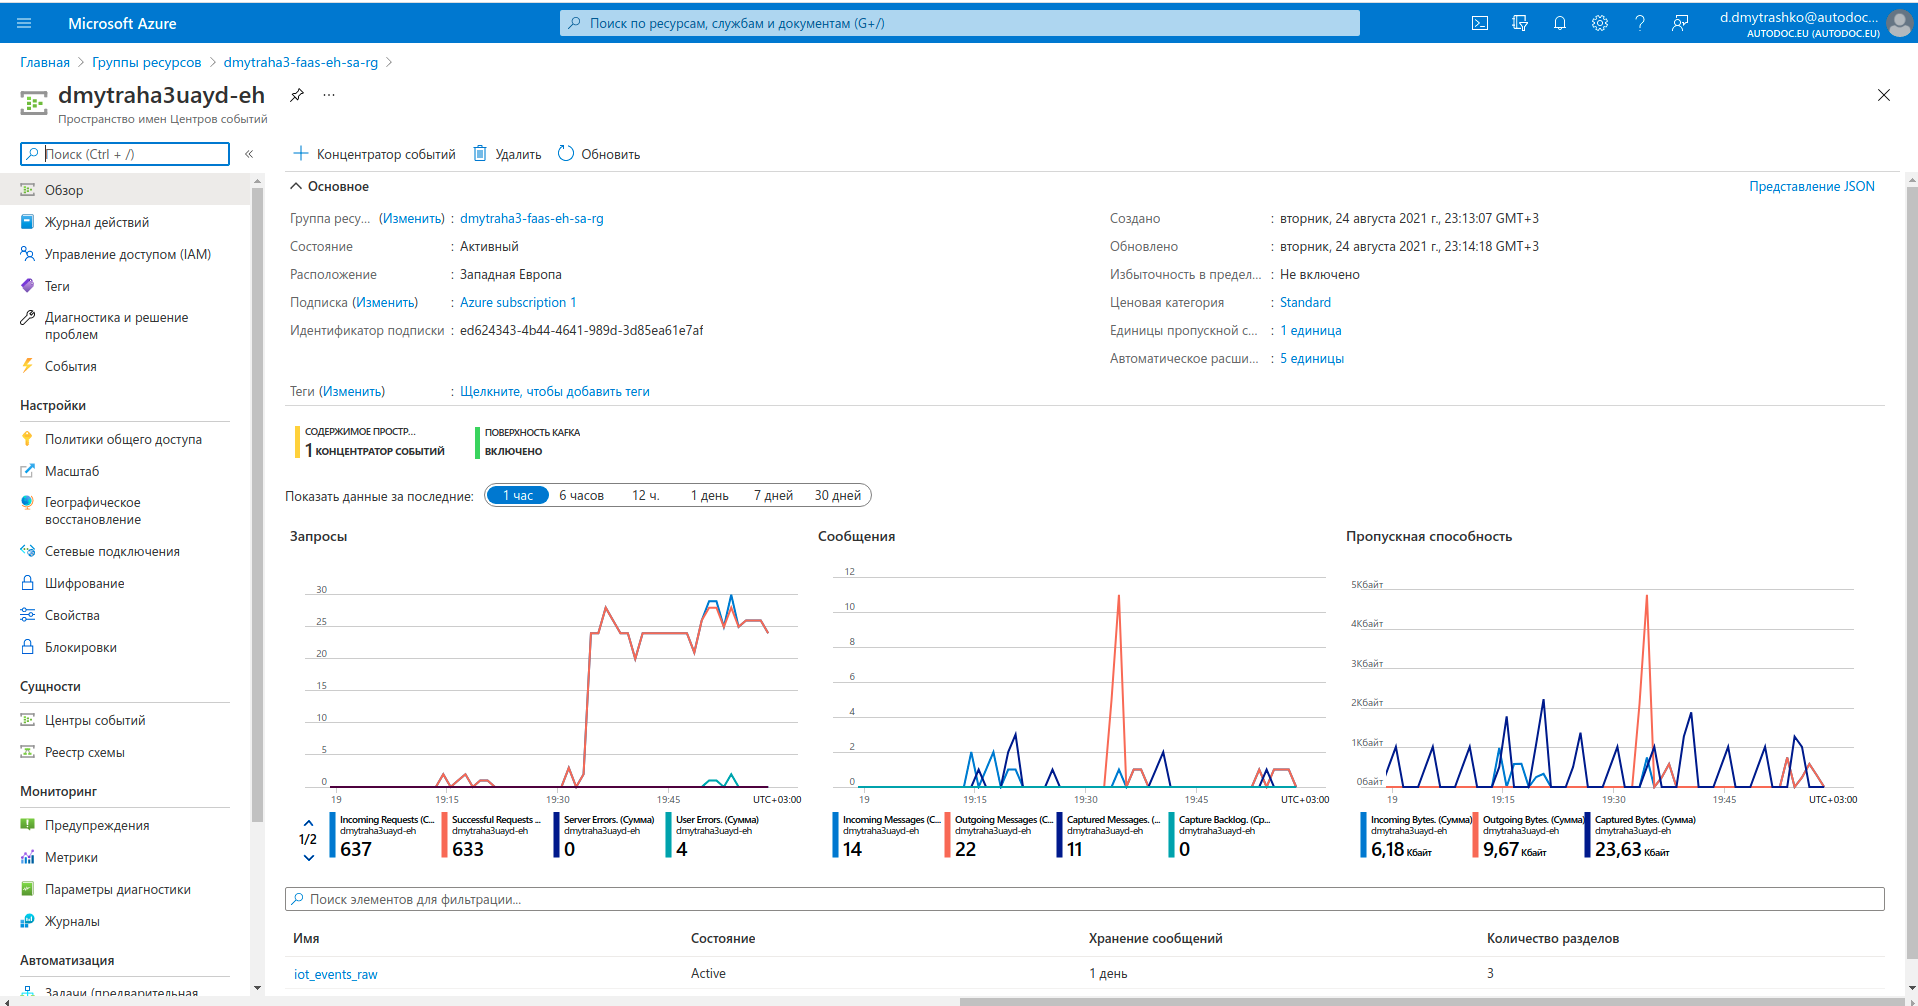 Microsoft Azure
Поиск по ресурсам, службам и документам (G+/)
d.dmytrashko@autodoc...
AUTODOC.EU (AUTODOC.EU)
Главная > Группы ресурсов > dmytraha3-faas-eh-sa-rg >
dmytraha3uayd-eh
Пространство имен Центров событий
Поиск (Ctrl + /)
Обзор
Журнал действий
Управление доступом (IAM)
Теги
Диагностика и решение
проблем
События
Настройки
Политики общего доступа
Масштаб
Географическое
восстановление
Сетевые подключения
Шифрование
Свойства
Блокировки
Сущности
Центры событий
Реестр схемы
Мониторинг
Предупреждения
Метрики
Параметры диагностики
Журналы
Автоматизация
Задачи (предварительная
Концентратор событий Удалить Обновить
Основное
Представление JSON
Группа ресу... (Изменить) : dmytraha3-faas-eh-sa-rg
Состояние : Активный
Расположение : Западная Европа
Подписка (Изменить) : Azure subscription 1
Идентификатор подписки : ed624343-4b44-4641-989d-3d85ea61e7af
Создано : вторник, 24 августа 2021 г., 23:13:07 GMT+3
Обновлено : вторник, 24 августа 2021 г., 23:14:18 GMT+3
Избыточность в предел... : Не включено
Ценовая категория : Standard
Единицы пропускной с... : 1 единица
Автоматическое расши... : 5 единицы
Теги (Изменить) : Щелкните, чтобы добавить теги
СОДЕРЖИМОЕ ПРОСТР...
1 КОНЦЕНТРАТОР СОБЫТИЙ
ПОВЕРХНОСТЬ KAFKA
ВКЛЮЧЕНО
Показать данные за последние: 1 час 6 часов 12 ч. 1 день 7 дней 30 дней
Запросы
30
25
20
15
10
5
0
19 19:15 19:30 19:45 UTC+03:00
1/2
Incoming Requests (С...
dmytraha3uayd-eh
637
Successful Requests ...
dmytraha3uayd-eh
633
Server Errors. (Сумма)
dmytraha3uayd-eh
0
User Errors. (Сумма)
dmytraha3uayd-eh
4
Сообщения
12
10
8
6
4
2
0
19 19:15 19:30 19:45 UTC+03:00
Incoming Messages (С...
dmytraha3uayd-eh
14
Outgoing Messages (С...
dmytraha3uayd-eh
22
Captured Messages. (...
dmytraha3uayd-eh
11
Capture Backlog. (Ср...
dmytraha3uayd-eh
0
Пропускная способность
5Кбайт
4Кбайт
3Кбайт
2Кбайт
1Кбайт
0байт
19 19:15 19:30 19:45 UTC+03:00
Incoming Bytes. (Сумма)
dmytraha3uayd-eh
6,18 Кбайт
Outgoing Bytes. (Сумма)
dmytraha3uayd-eh
9,67 Кбайт
Captured Bytes. (Сумма)
dmytraha3uayd-eh
23,63 Кбайт
Поиск элементов для фильтрации...
Имя Состояние Хранение сообщений Количество разделов
iot_events_raw Active 1 день 3